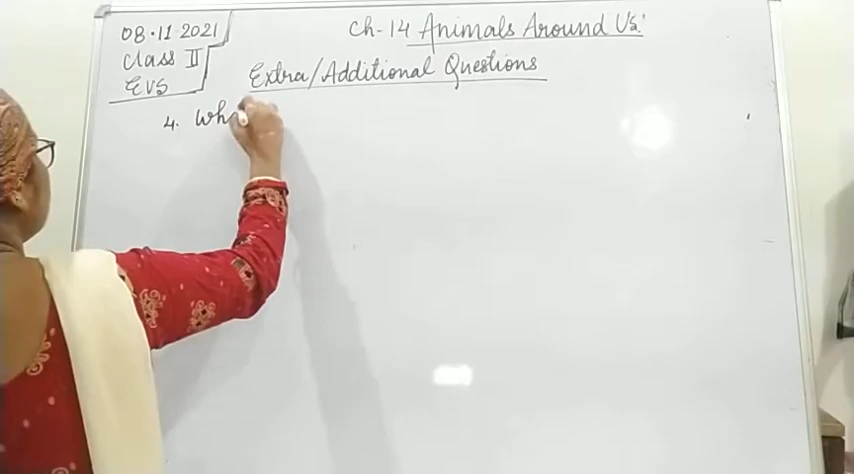 08.11.2021
Ch-14 Animals Around Us!
Class II
EVS
Extra/Additional Questions
4. Wh